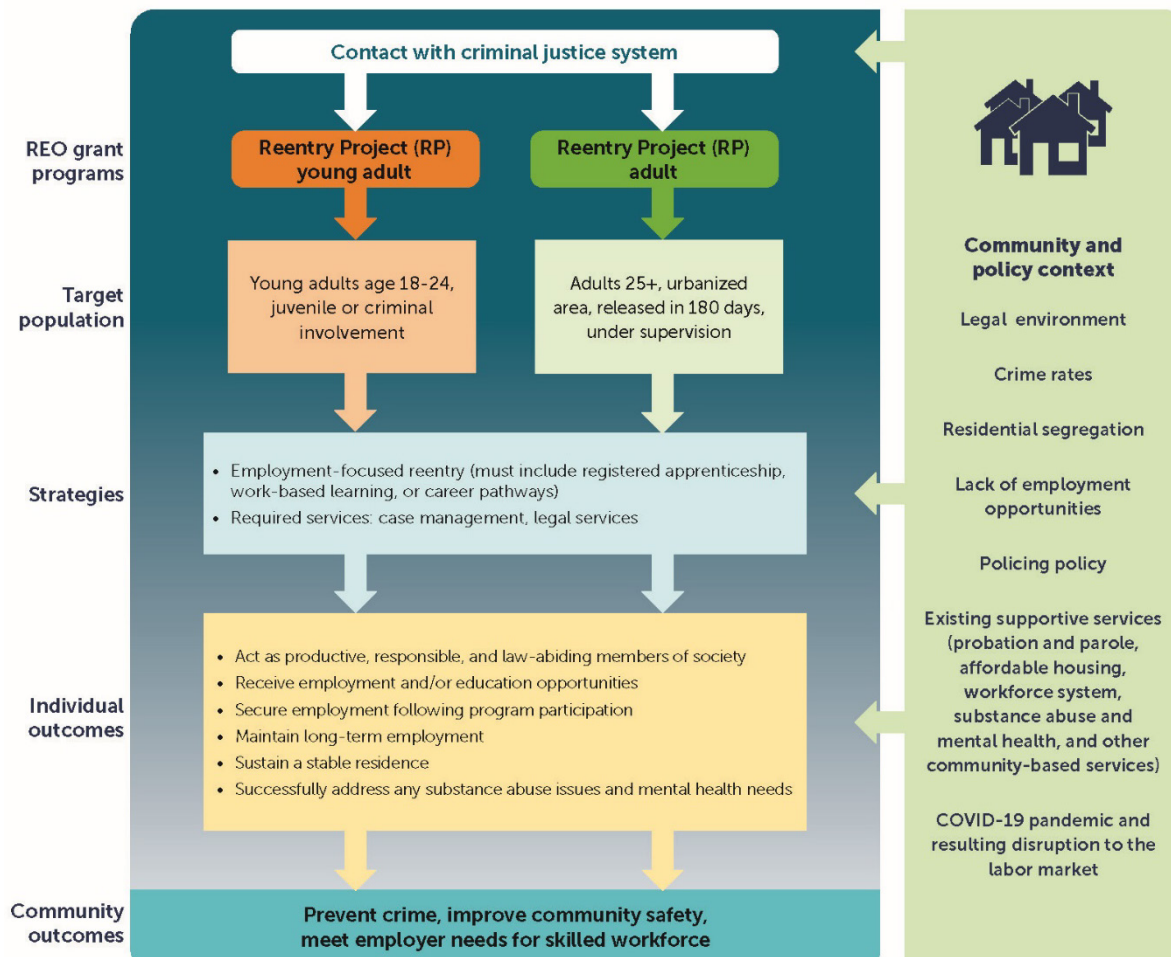 Contact with criminal justice system
REO grant
programs
Reentry Project (RP)
young adult
Reentry Project (RP)
adult
Target
population
Young adults age 18-24,
juvenile or criminal
involvement
Adults 25+, urbanized
area, released in 180 days,
under supervision
Strategies
• Employment-focused reentry (must include registered apprenticeship,
work-based learning, or career pathways)
• Required services: case management, legal services
Individual
outcomes
• Act as productive, responsible, and law-abiding members of society
• Receive employment and/or education opportunities
• Secure employment following program participation
• Maintain long-term employment
• Sustain a stable residence
• Successfully address any substance abuse issues and mental health needs
Community
outcomes
Prevent crime, improve community safety,
meet employer needs for skilled workforce
Community and
policy context
Legal environment
Crime rates
Residential segregation
Lack of employment
opportunities
Policing policy
Existing supportive services
(probation and parole,
affordable housing,
workforce system,
substance abuse and
mental health, and other
community-based services)
COVID-19 pandemic and
resulting disruption to the
labor market